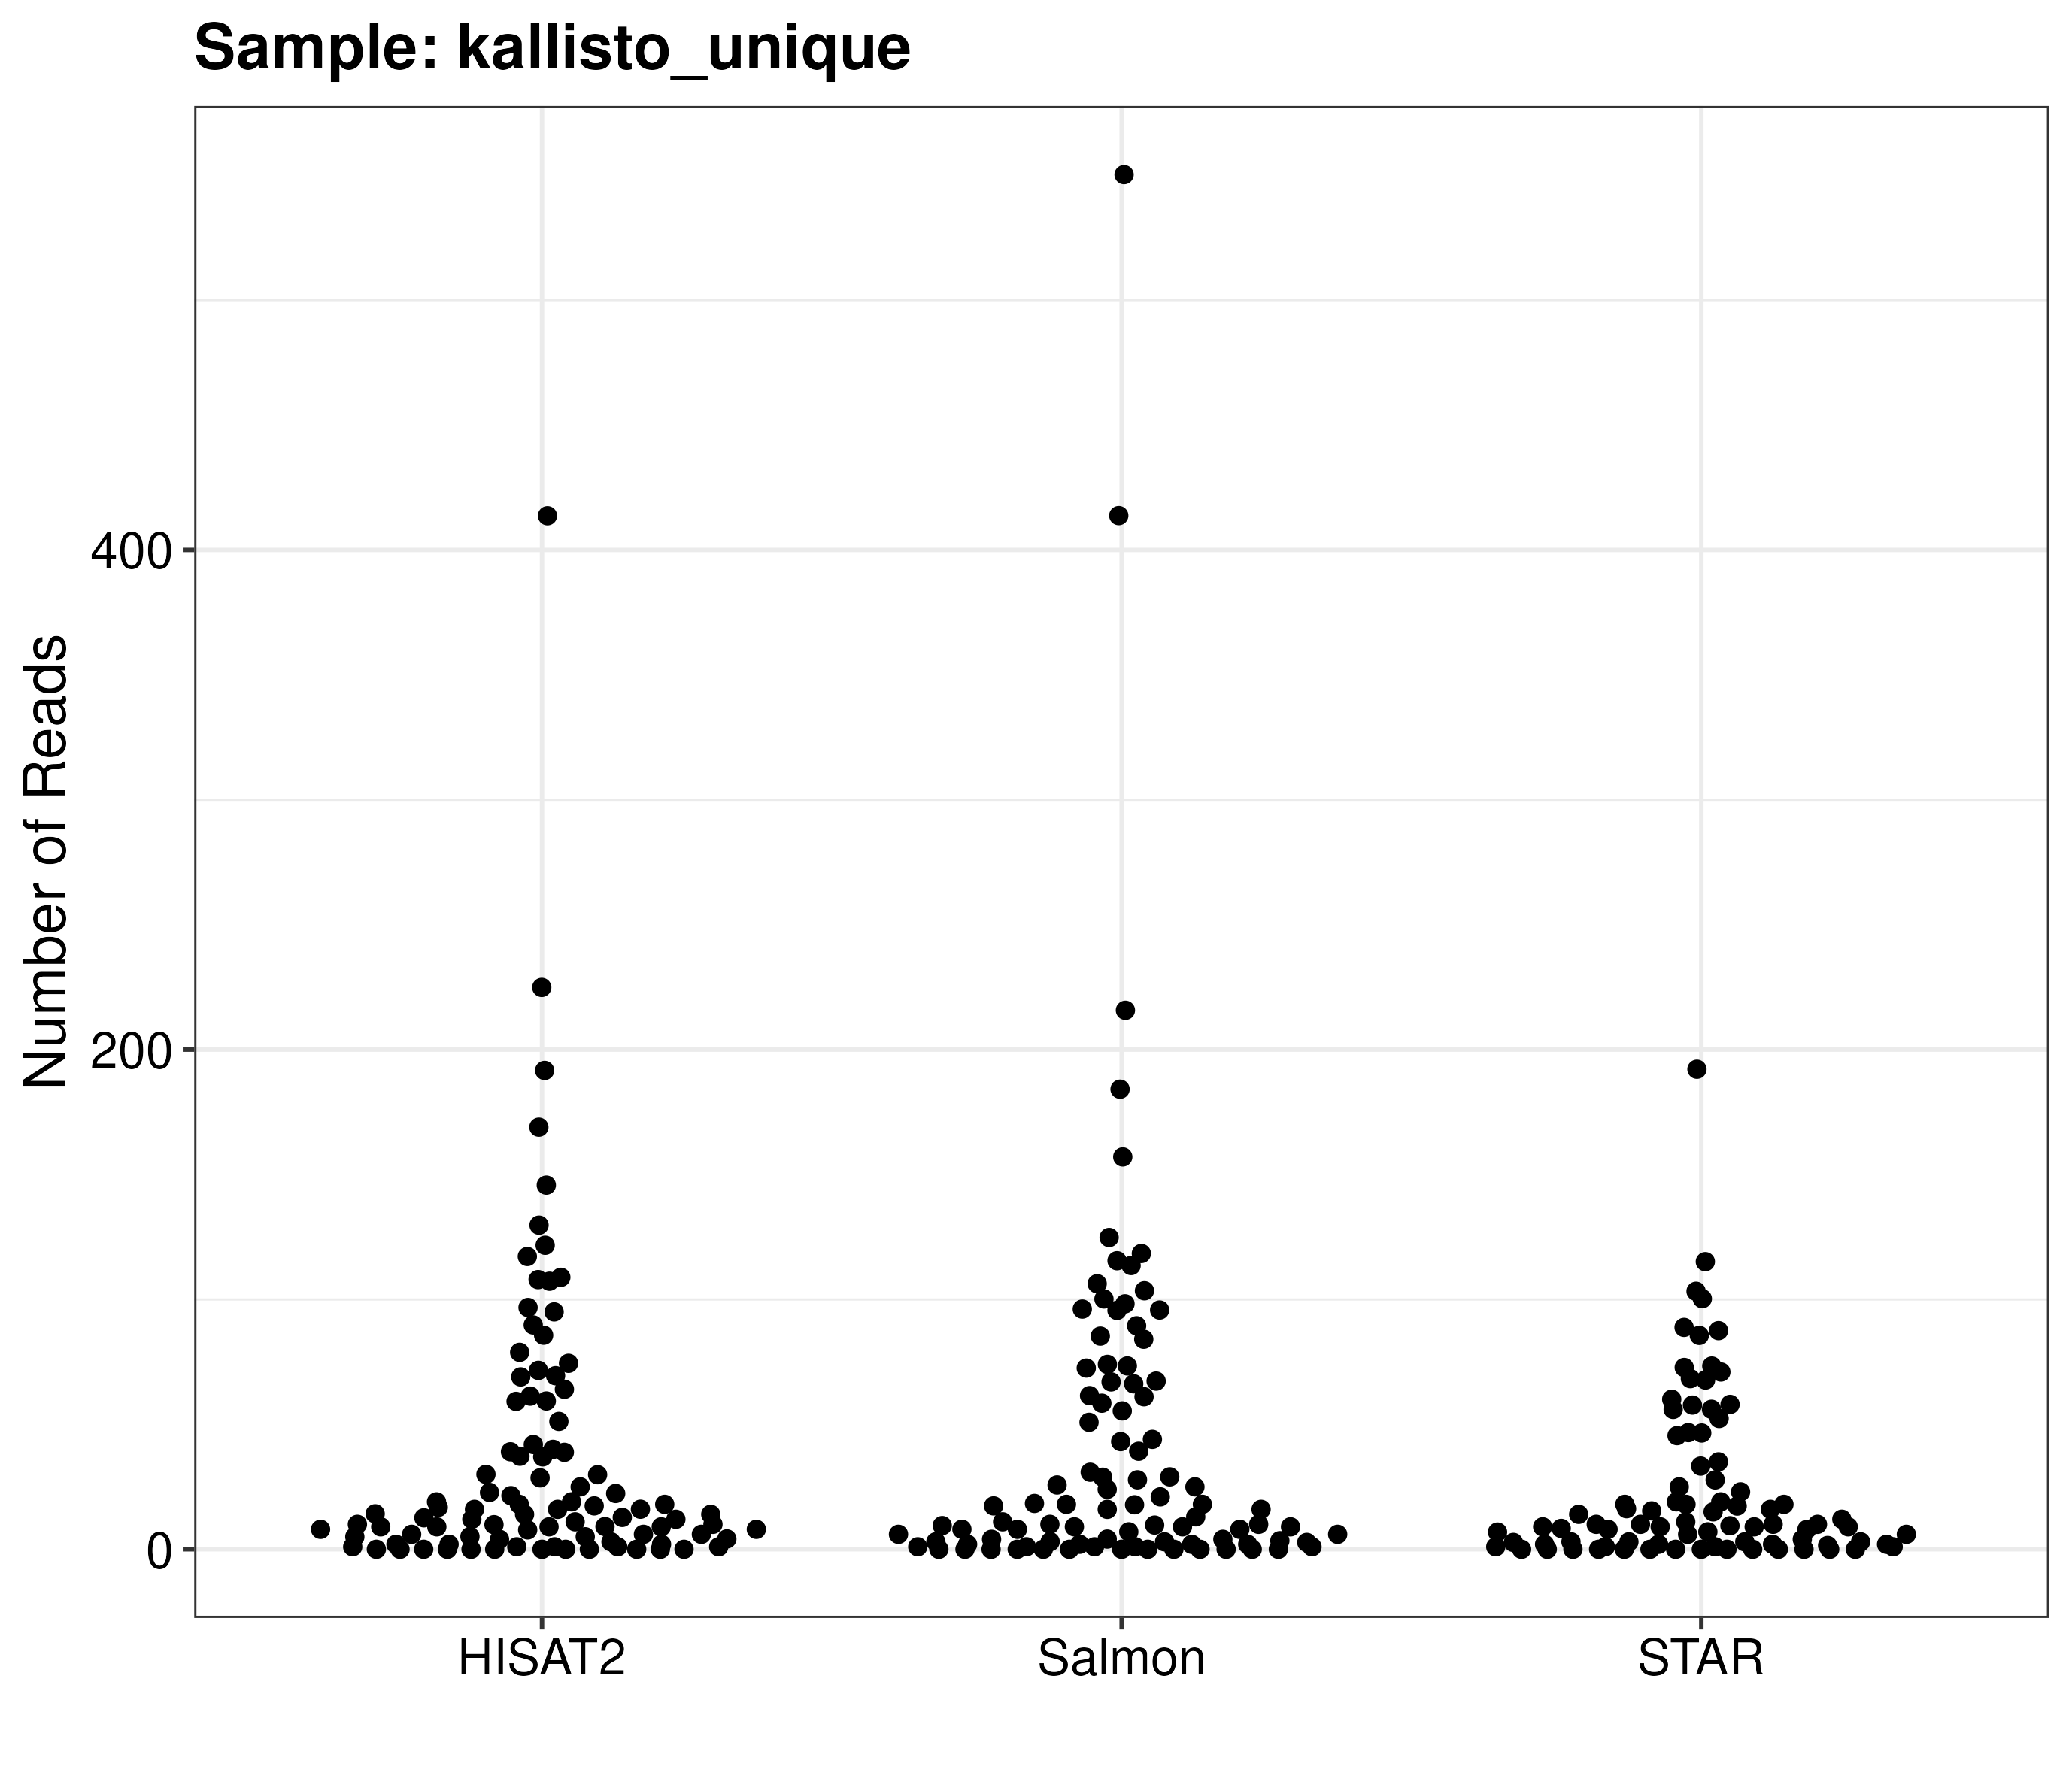 Sample: kallisto_unique
Number of Reads
400
200
0
HISAT2
Salmon
STAR